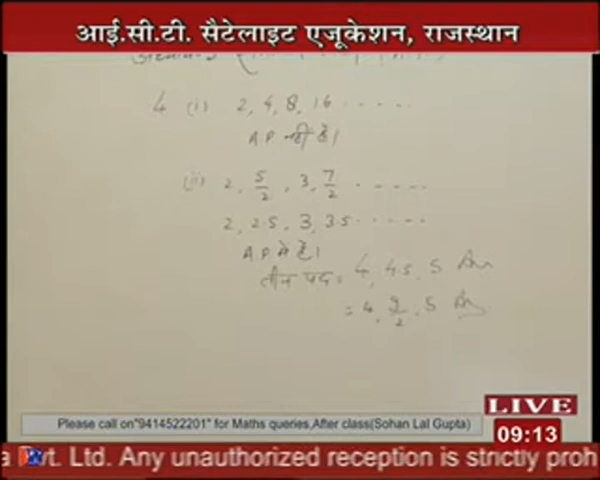 आई.सी.टी. सैटेलाइट एजूकेशन, राजस्थान
4 (i) 2, 4, 8, 16 .....
A.P. नहीं है।
(ii) 2, 5/2, 3, 7/2 .....
2, 2.5, 3, 3.5 .....
A.P. में है।
तीन पद = 4, 4.5, 5 Ans
= 4, 9/2, 5 Ans
LIVE
Please call on"9414522201" for Maths queries,After class(Sohan Lal Gupta)
09:13
a Pvt. Ltd. Any unauthorized reception is strictly proh